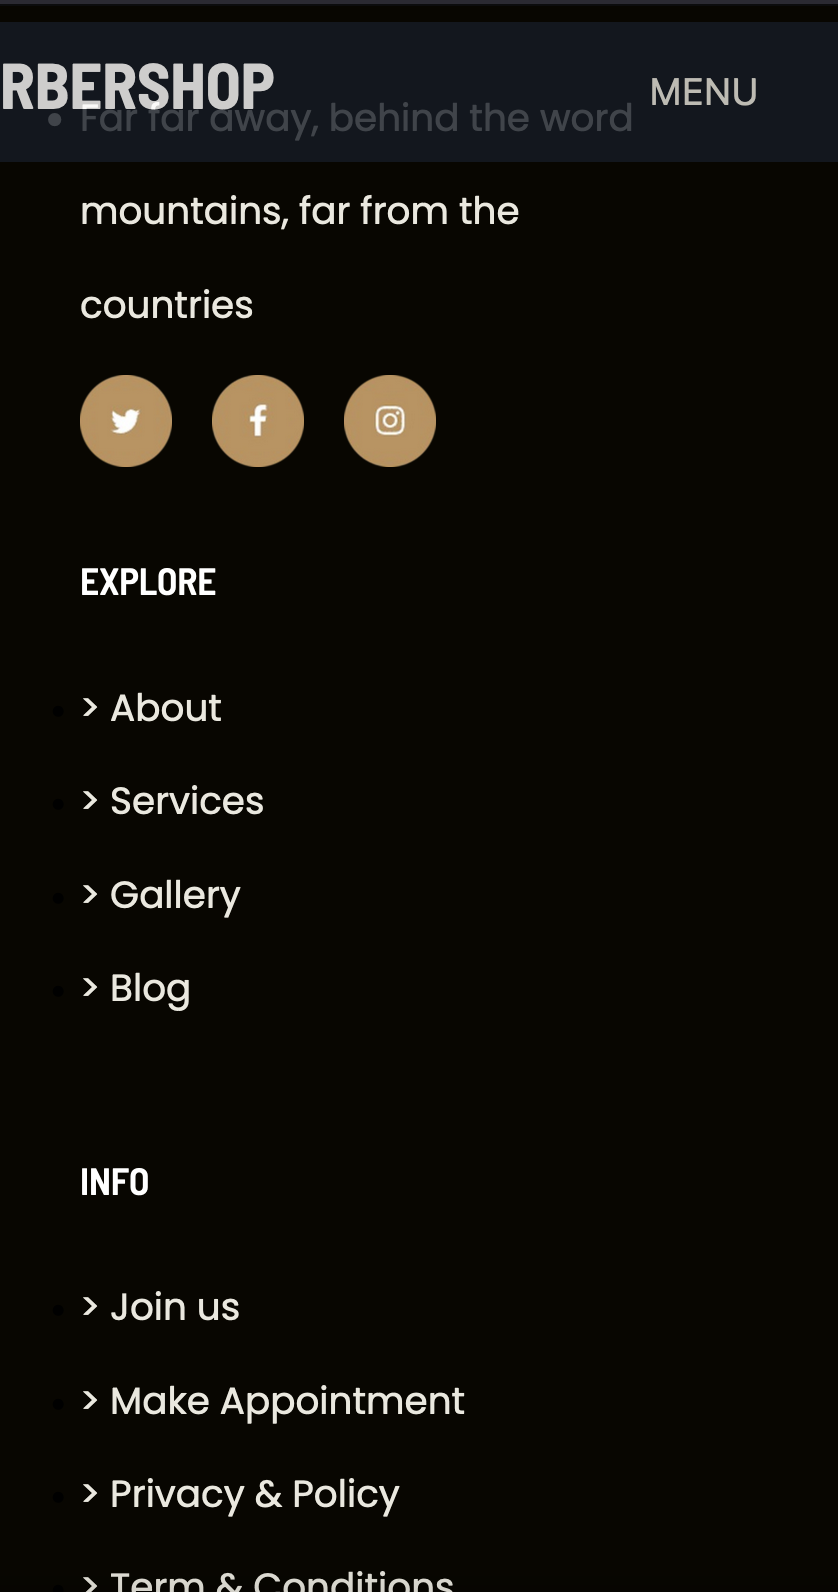 RBERSHOP
MENU
• Far far away, behind the word
mountains, far from the
countries
EXPLORE
> About
> Services
> Gallery
> Blog
INFO
> Join us
> Make Appointment
> Privacy & Policy
> Term & Conditions